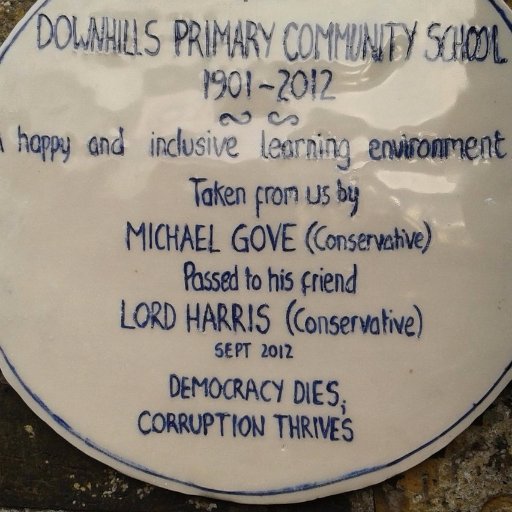 DOWNHILLS PRIMARY COMMUNITY SCHOOL
1901-2012
happy and inclusive learning environment
Taken from us by
MICHAEL GOVE (Conservative)
Passed to his friend
LORD HARRIS (Conservative)
SEPT 2012
DEMOCRACY DIES;
CORRUPTION THRIVES